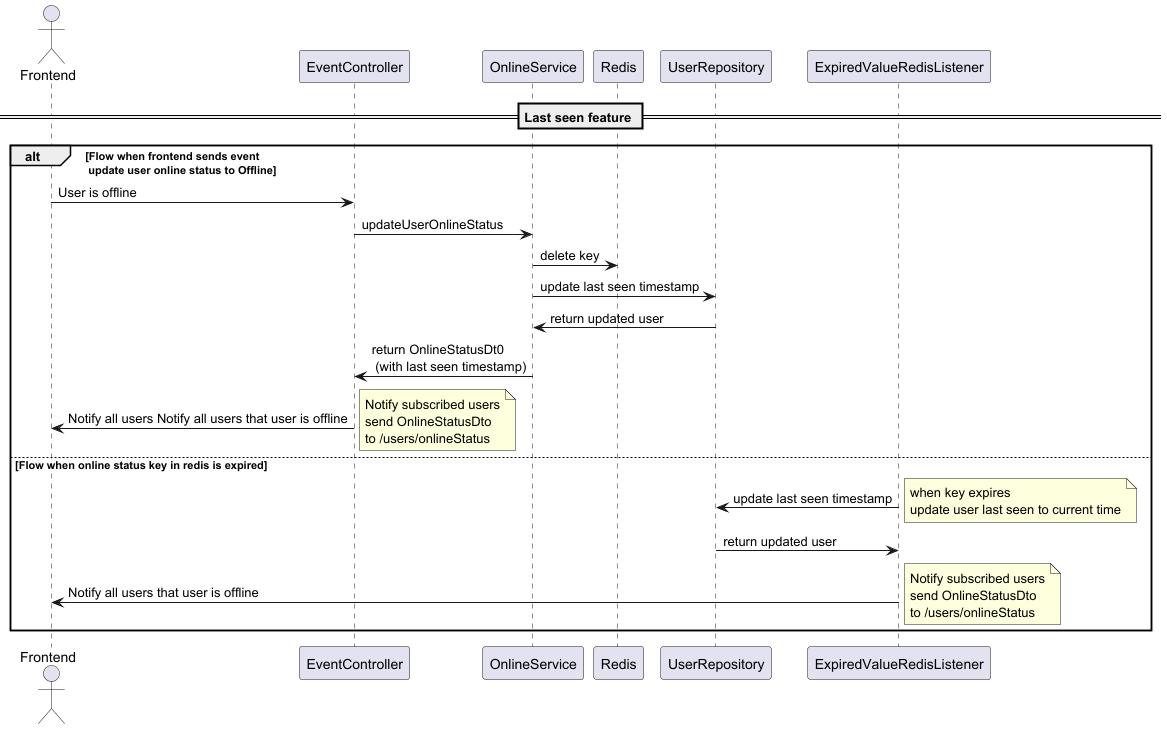 Frontend
EventController
OnlineService
Redis
UserRepository
ExpiredValueRedisListener
Last seen feature
alt
[Flow when frontend sends event
update user online status to Offline]
User is offline
updateUserOnlineStatus
delete key
update last seen timestamp
return updated user
return OnlineStatusDt0
(with last seen timestamp)
Notify all users Notify all users that user is offline
Notify subscribed users
send OnlineStatusDto
to /users/onlineStatus
[Flow when online status key in redis is expired]
update last seen timestamp
when key expires
update user last seen to current time
return updated user
Notify all users that user is offline
Notify subscribed users
send OnlineStatusDto
to /users/onlineStatus
Frontend
EventController
OnlineService
Redis
UserRepository
ExpiredValueRedisListener